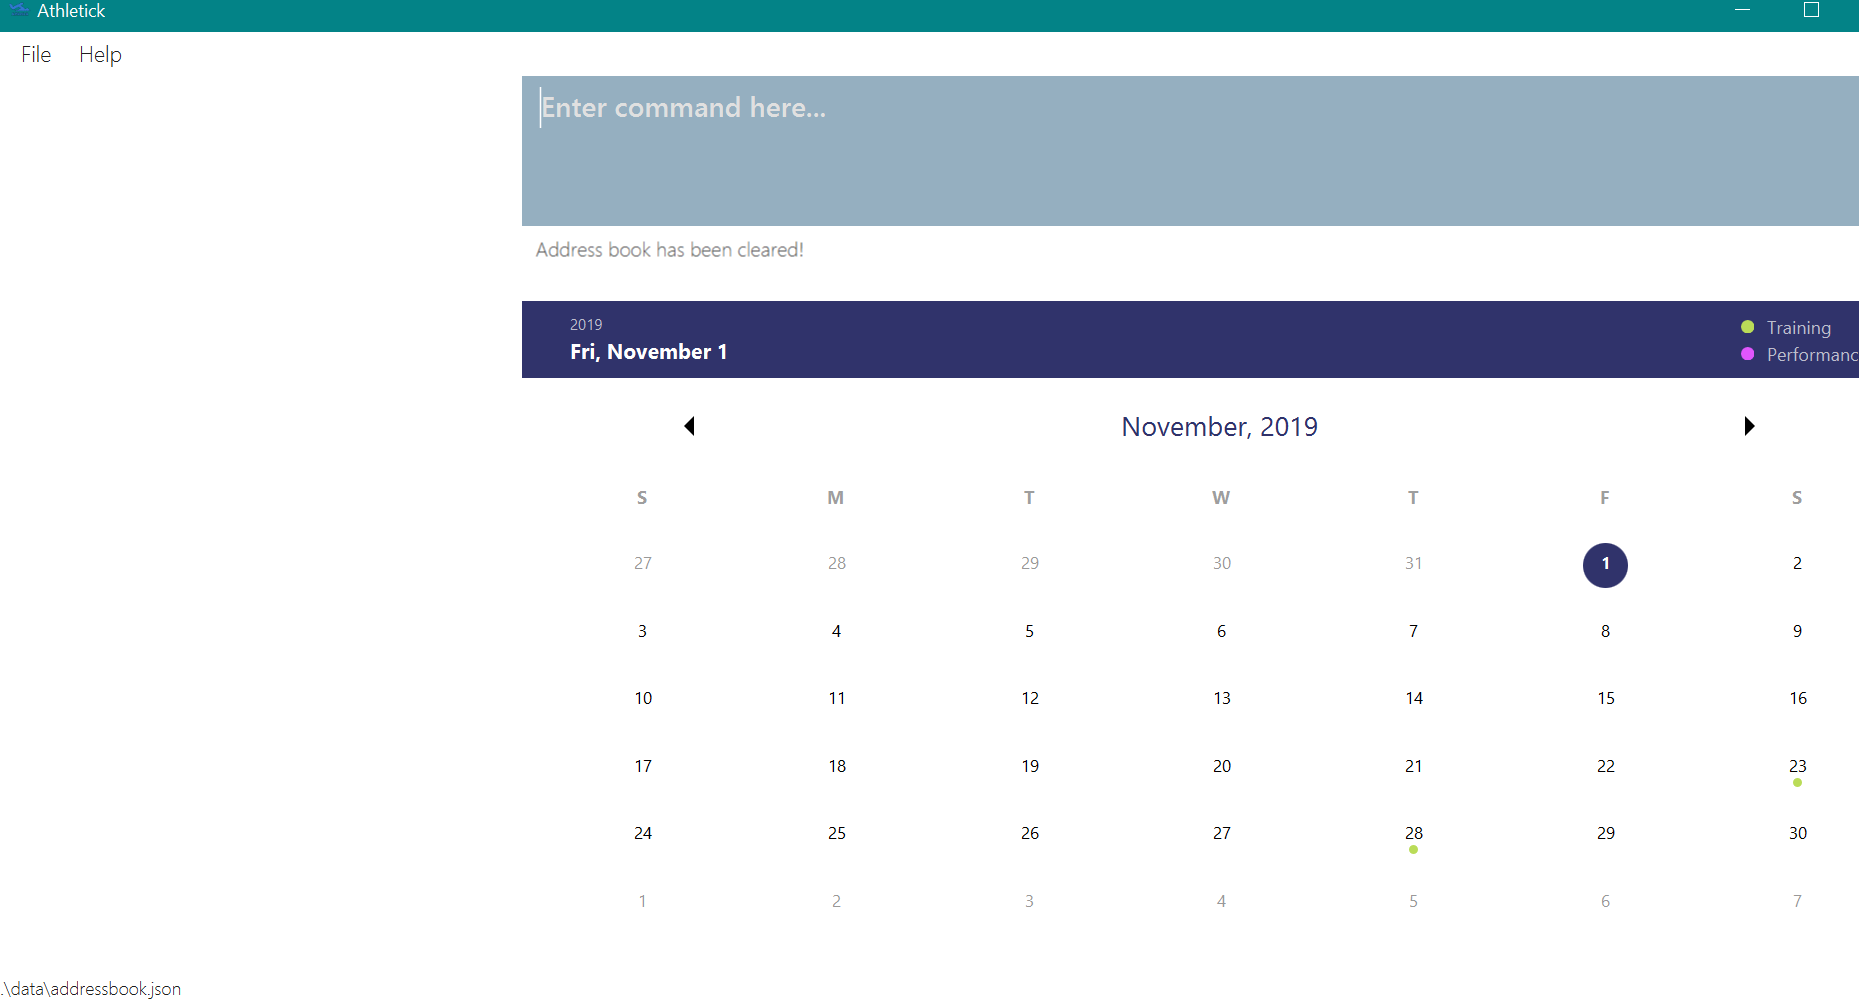 Athletick
File Help
Enter command here...
Address book has been cleared!
2019
Fri, November 1
Training
Performanc
November, 2019
S M T W T F S
27 28 29 30 31 1 2
3 4 5 6 7 8 9
10 11 12 13 14 15 16
17 18 19 20 21 22 23
24 25 26 27 28 29 30
1 2 3 4 5 6 7
.\data\addressbook.json